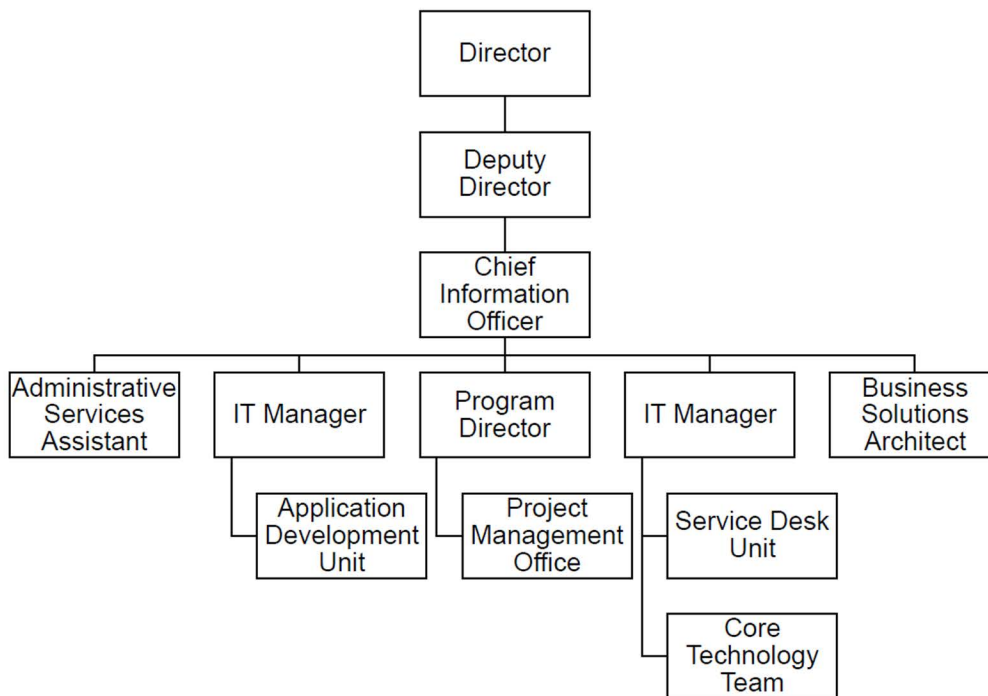 Director
Deputy
Director
Chief
Information
Officer
Administrative
Services
Assistant
IT Manager
Program
Director
IT Manager
Business
Solutions
Architect
Application
Development
Unit
Project
Management
Office
Service Desk
Unit
Core
Technology
Team